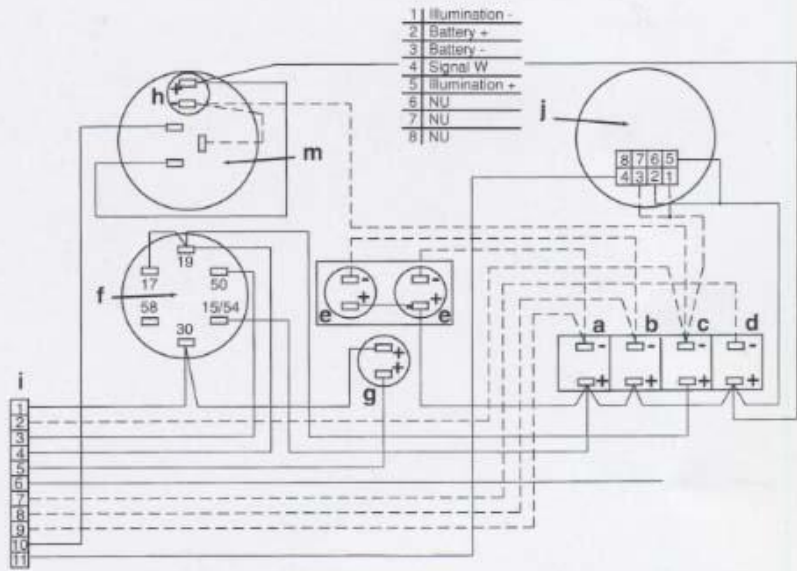 1 Illumination -
2 Battery +
3 Battery -
4 Signal W
5 Illumination +
6 NU
7 NU
8 NU
h
+
-
m
j
8 7 6 5
4 3 2 1
f
17
19
50
58
15/54
30
e
-
+
-
+
e
g
+
+
a b c d
- - - -
+ + + +
i
1
2
3
4
5
6
7
8
9
10
11